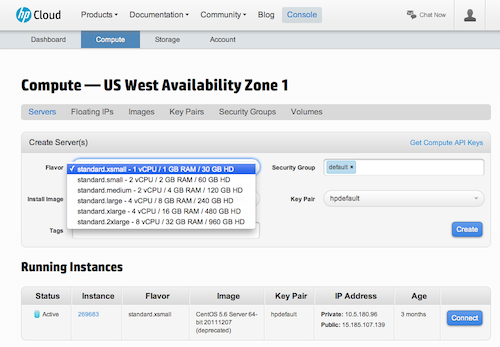 hp Cloud Products Documentation Community Blog Console Chat Now
Dashboard Compute Storage Account
Compute — US West Availability Zone 1
Servers Floating IPs Images Key Pairs Security Groups Volumes
Create Server(s) Get Compute API Keys
Flavor ✓ standard.xsmall - 1 vCPU / 1 GB RAM / 30 GB HD Security Group default ×
standard.small - 2 vCPU / 2 GB RAM / 60 GB HD
standard.medium - 2 vCPU / 4 GB RAM / 120 GB HD
Install Image standard.large - 4 vCPU / 8 GB RAM / 240 GB HD Key Pair hpdefault
standard.xlarge - 4 vCPU / 16 GB RAM / 480 GB HD
standard.2xlarge - 8 vCPU / 32 GB RAM / 960 GB HD
Tags Create
Running Instances
Status Instance Flavor Image Key Pair IP Address Age
Active 269683 standard.xsmall CentOS 5.6 Server 64- hpdefault Private: 10.5.180.96 3 months Connect
bit 20111207 Public: 15.185.107.139
(deprecated)